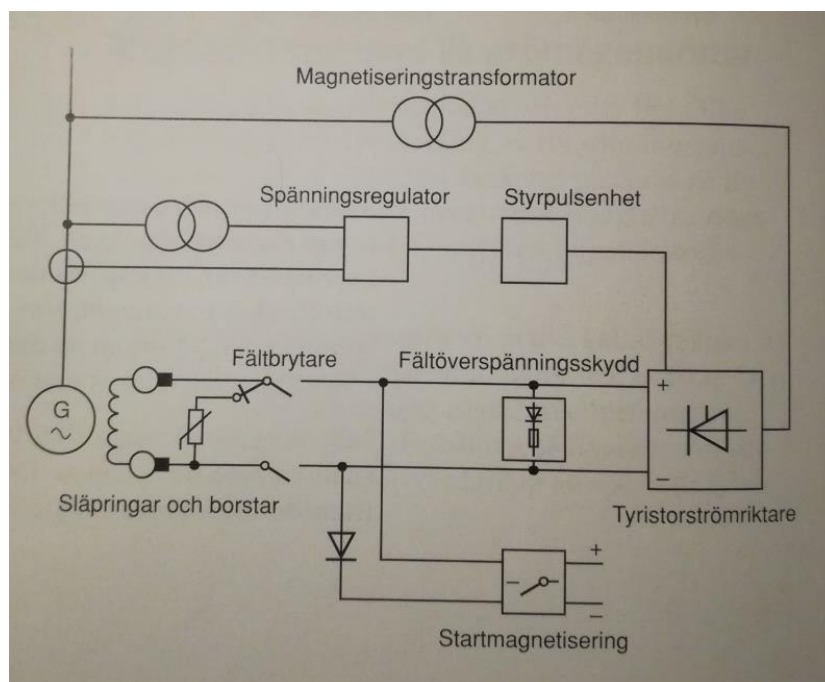 Magnetiseringstransformator
Spänningsregulator
Styrpulsenhet
Fältbrytare
Fältöverspänningsskydd
G
~
+
−
Släpringar och borstar
Tyristorströmriktare
+
−
−
Startmagnetisering